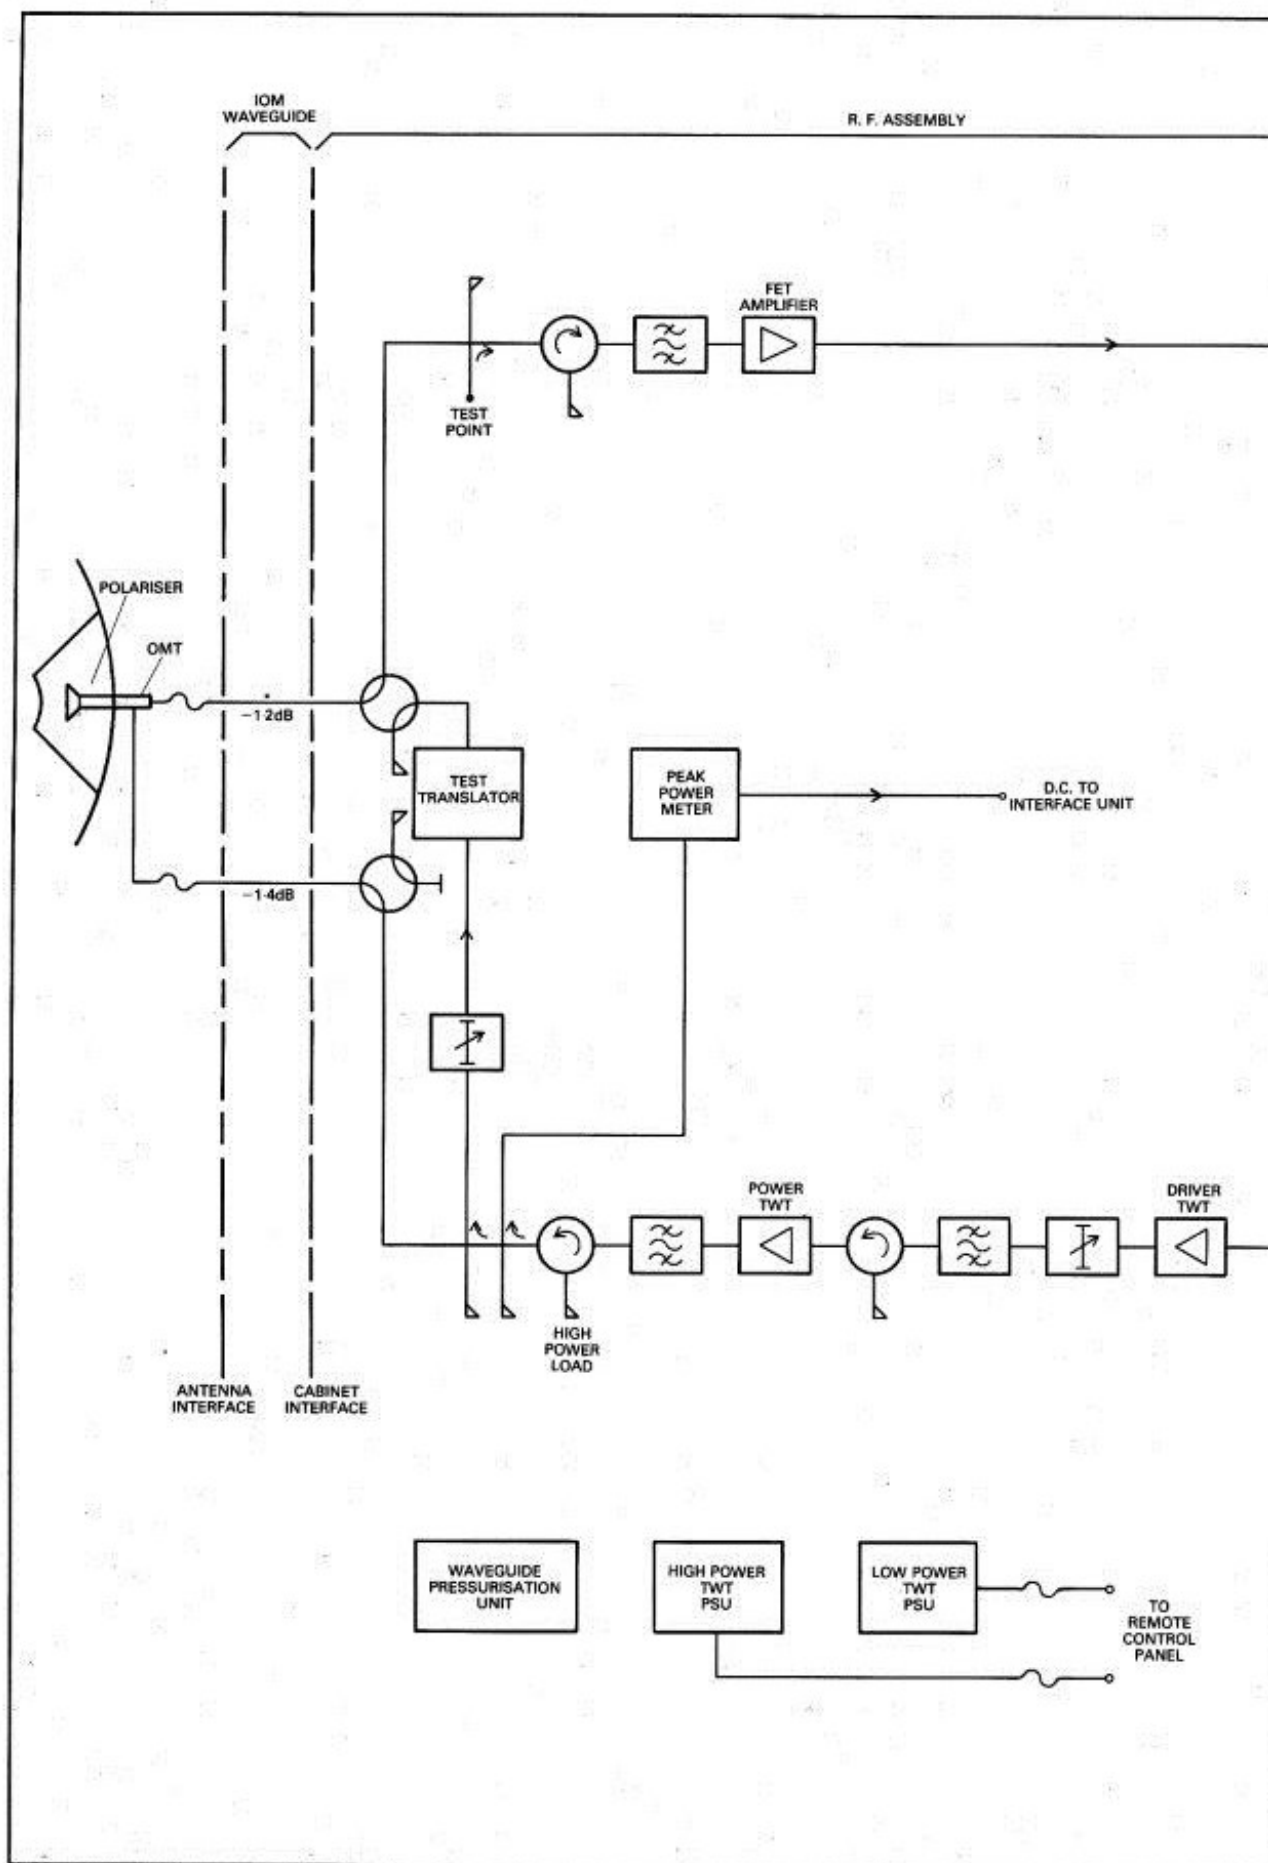 IOM
WAVEGUIDE
R. F. ASSEMBLY
FET
AMPLIFIER
TEST
POINT
POLARISER
OMT
−1·2dB
TEST
TRANSLATOR
PEAK
POWER
METER
D.C. TO
INTERFACE UNIT
−1·4dB
POWER
TWT
DRIVER
TWT
HIGH
POWER
LOAD
ANTENNA
INTERFACE
CABINET
INTERFACE
WAVEGUIDE
PRESSURISATION
UNIT
HIGH POWER
TWT
PSU
LOW POWER
TWT
PSU
TO
REMOTE
CONTROL
PANEL